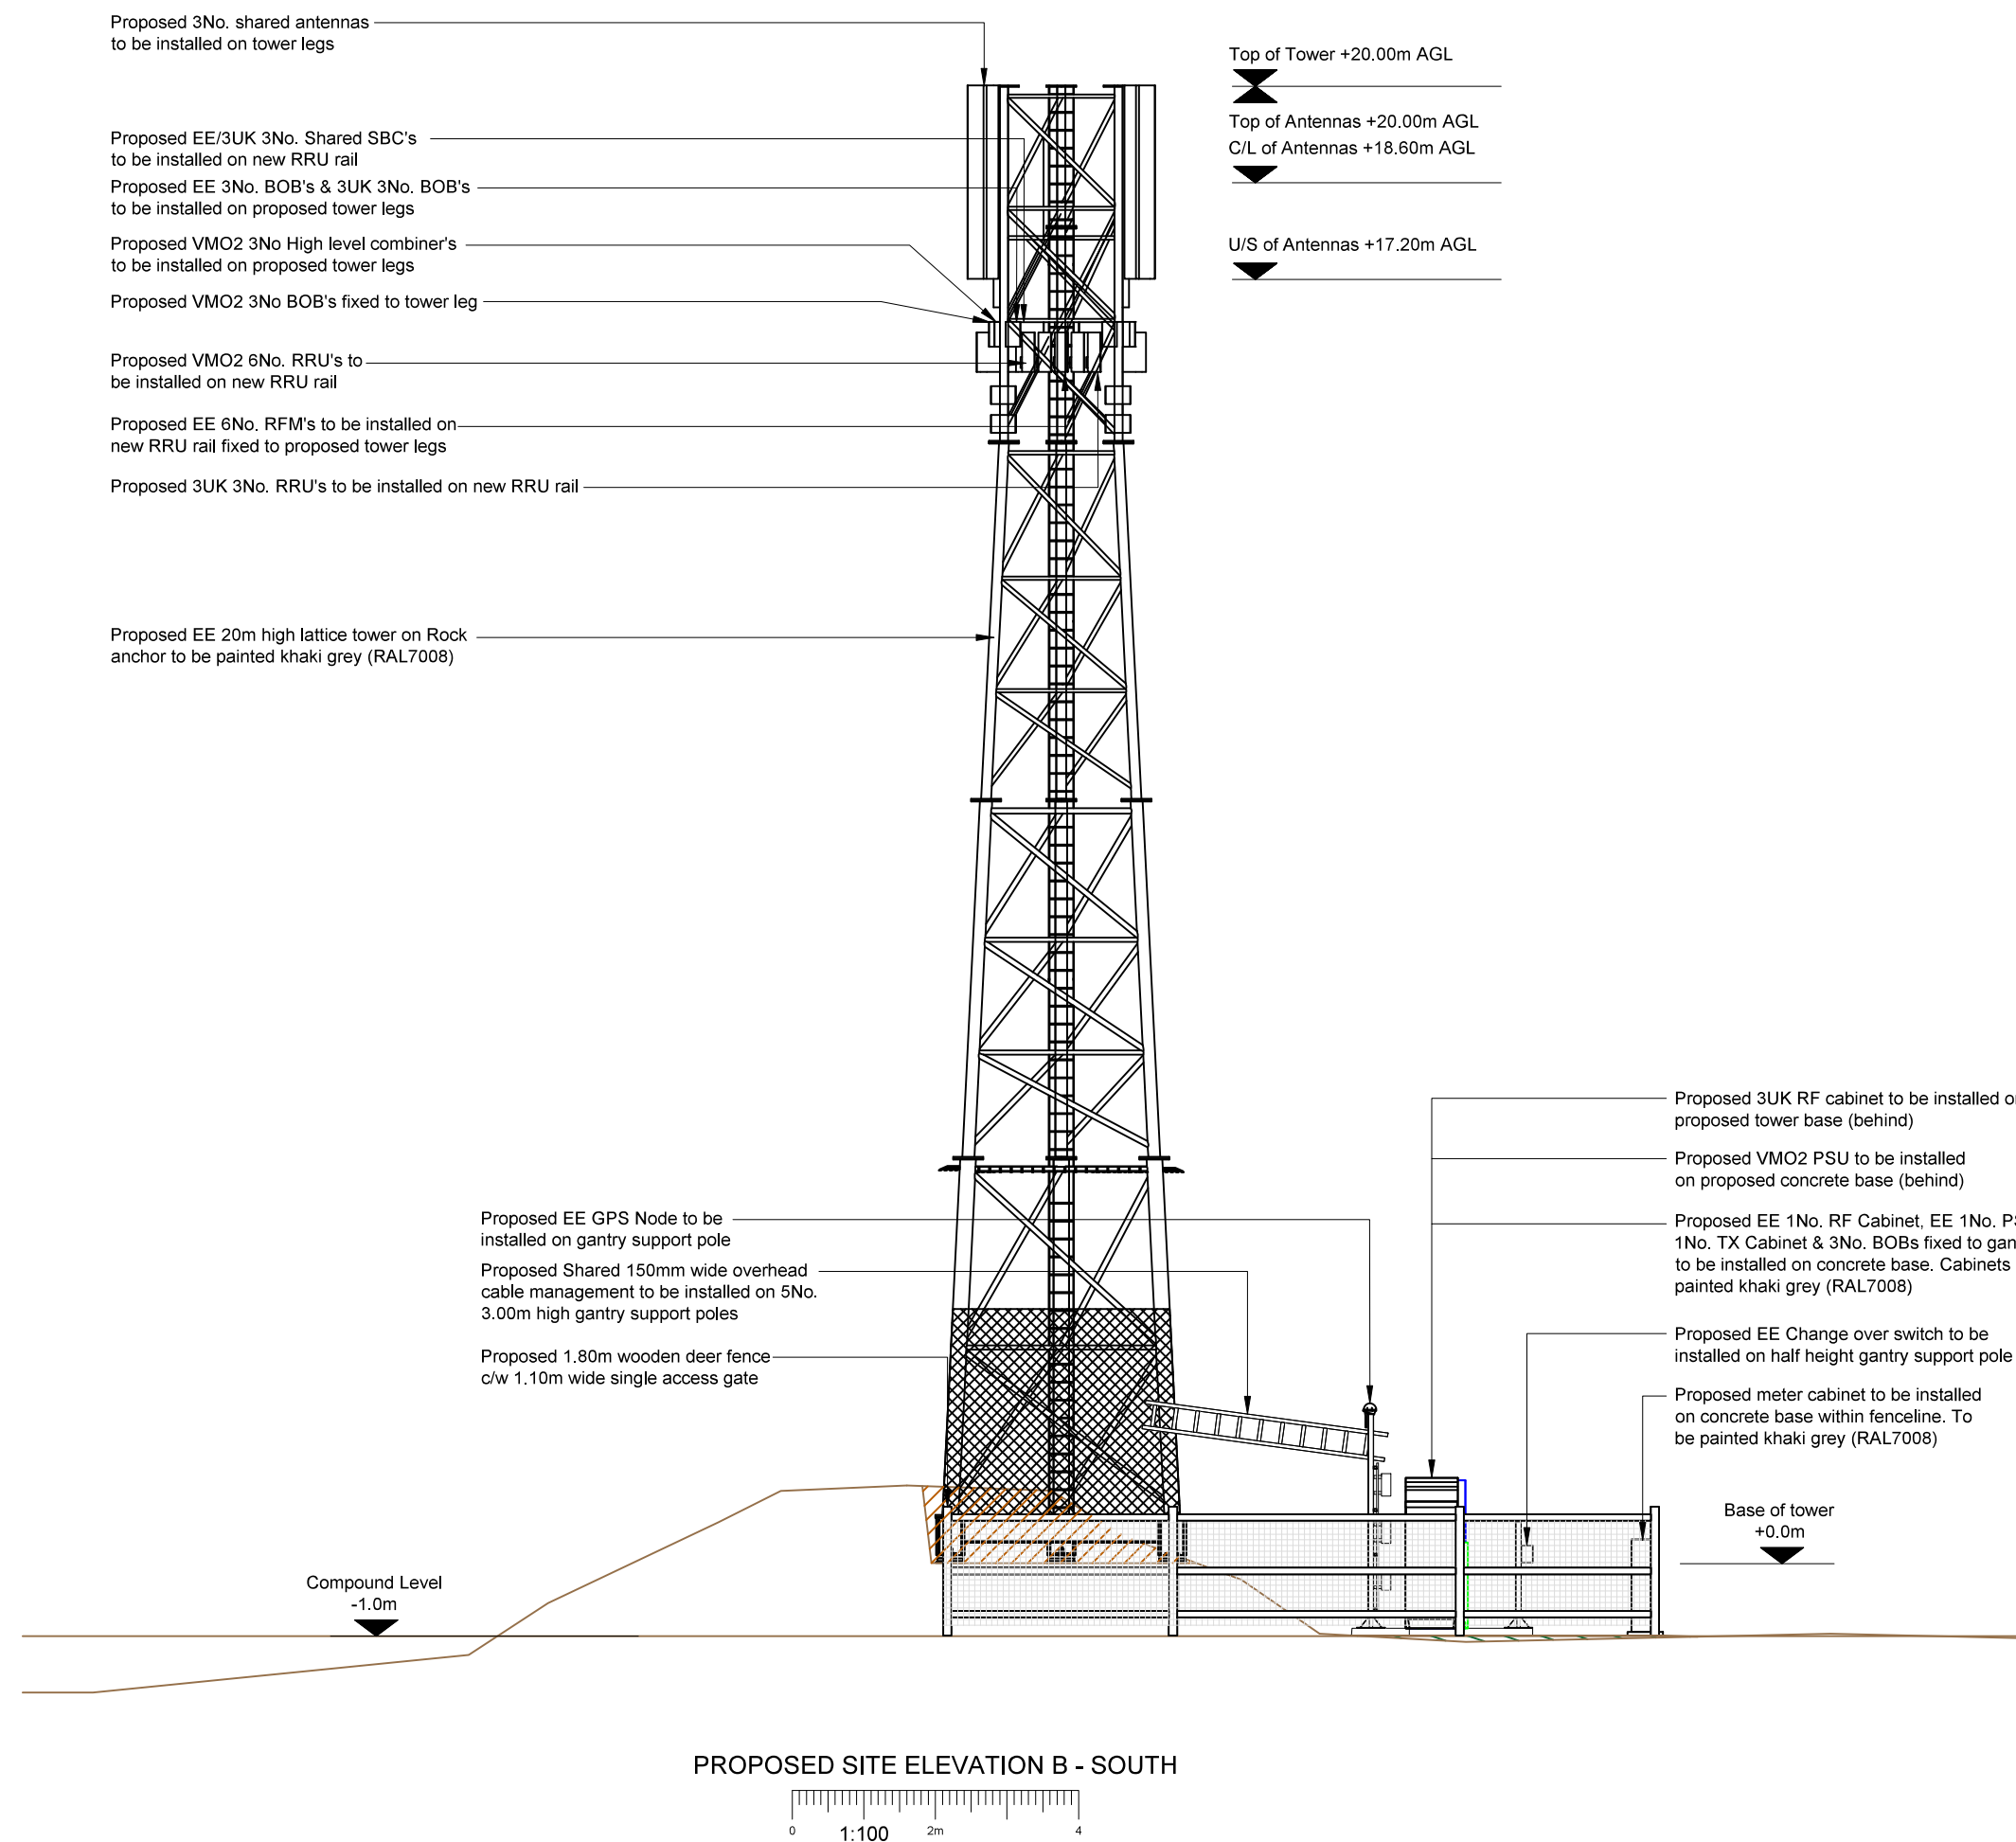 Proposed 3No. shared antennas
to be installed on tower legs
Proposed EE/3UK 3No. Shared SBC's
to be installed on new RRU rail
Proposed EE 3No. BOB's & 3UK 3No. BOB's
to be installed on proposed tower legs
Proposed VMO2 3No High level combiner's
to be installed on proposed tower legs
Proposed VMO2 3No BOB's fixed to tower leg
Proposed VMO2 6No. RRU's to
be installed on new RRU rail
Proposed EE 6No. RFM's to be installed on
new RRU rail fixed to proposed tower legs
Proposed 3UK 3No. RRU's to be installed on new RRU rail
Proposed EE 20m high lattice tower on Rock
anchor to be painted khaki grey (RAL7008)
Top of Tower +20.00m AGL
Top of Antennas +20.00m AGL
C/L of Antennas +18.60m AGL
U/S of Antennas +17.20m AGL
Proposed EE GPS Node to be
installed on gantry support pole
Proposed Shared 150mm wide overhead
cable management to be installed on 5No.
3.00m high gantry support poles
Proposed 1.80m wooden deer fence
c/w 1.10m wide single access gate
Proposed 3UK RF cabinet to be installed
proposed tower base (behind)
Proposed VMO2 PSU to be installed
on proposed concrete base (behind)
Proposed EE 1No. RF Cabinet, EE 1No.
1No. TX Cabinet & 3No. BOBs fixed to
to be installed on concrete base. Cabinets
painted khaki grey (RAL7008)
Proposed EE Change over switch to be
installed on half height gantry support pole
Proposed meter cabinet to be installed
on concrete base within fenceline. To
be painted khaki grey (RAL7008)
Base of tower
+0.0m
Compound Level
-1.0m
PROPOSED SITE ELEVATION B - SOUTH
0 2m 4
1:100